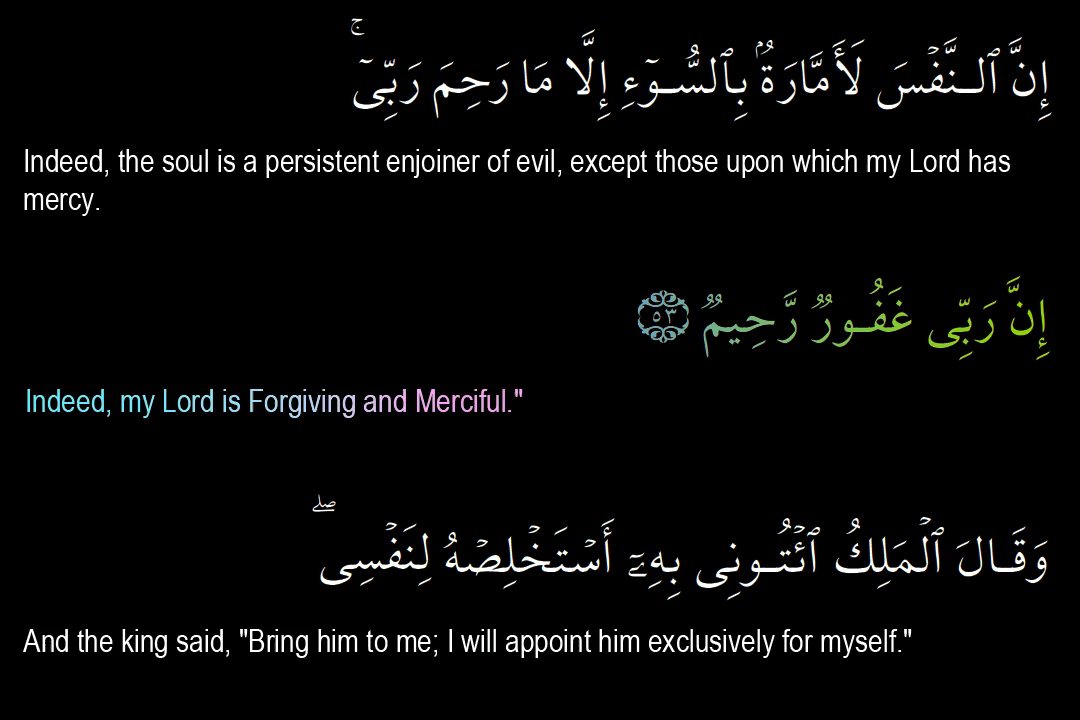 إِنَّ ٱلنَّفۡسَ لَأَمَّارَةُۢ بِٱلسُّوٓءِ إِلَّا مَا رَحِمَ رَبِّىٓۚ
Indeed, the soul is a persistent enjoiner of evil, except those upon which my Lord has
mercy.
إِنَّ رَبِّى غَفُورٌ رَّحِيمٌ ٥٣
Indeed, my Lord is Forgiving and Merciful."
وَقَالَ ٱلۡمَلِكُ ٱئۡتُونِى بِهِۦٓ أَسۡتَخۡلِصۡهُ لِنَفۡسِىۖ
And the king said, "Bring him to me; I will appoint him exclusively for myself."